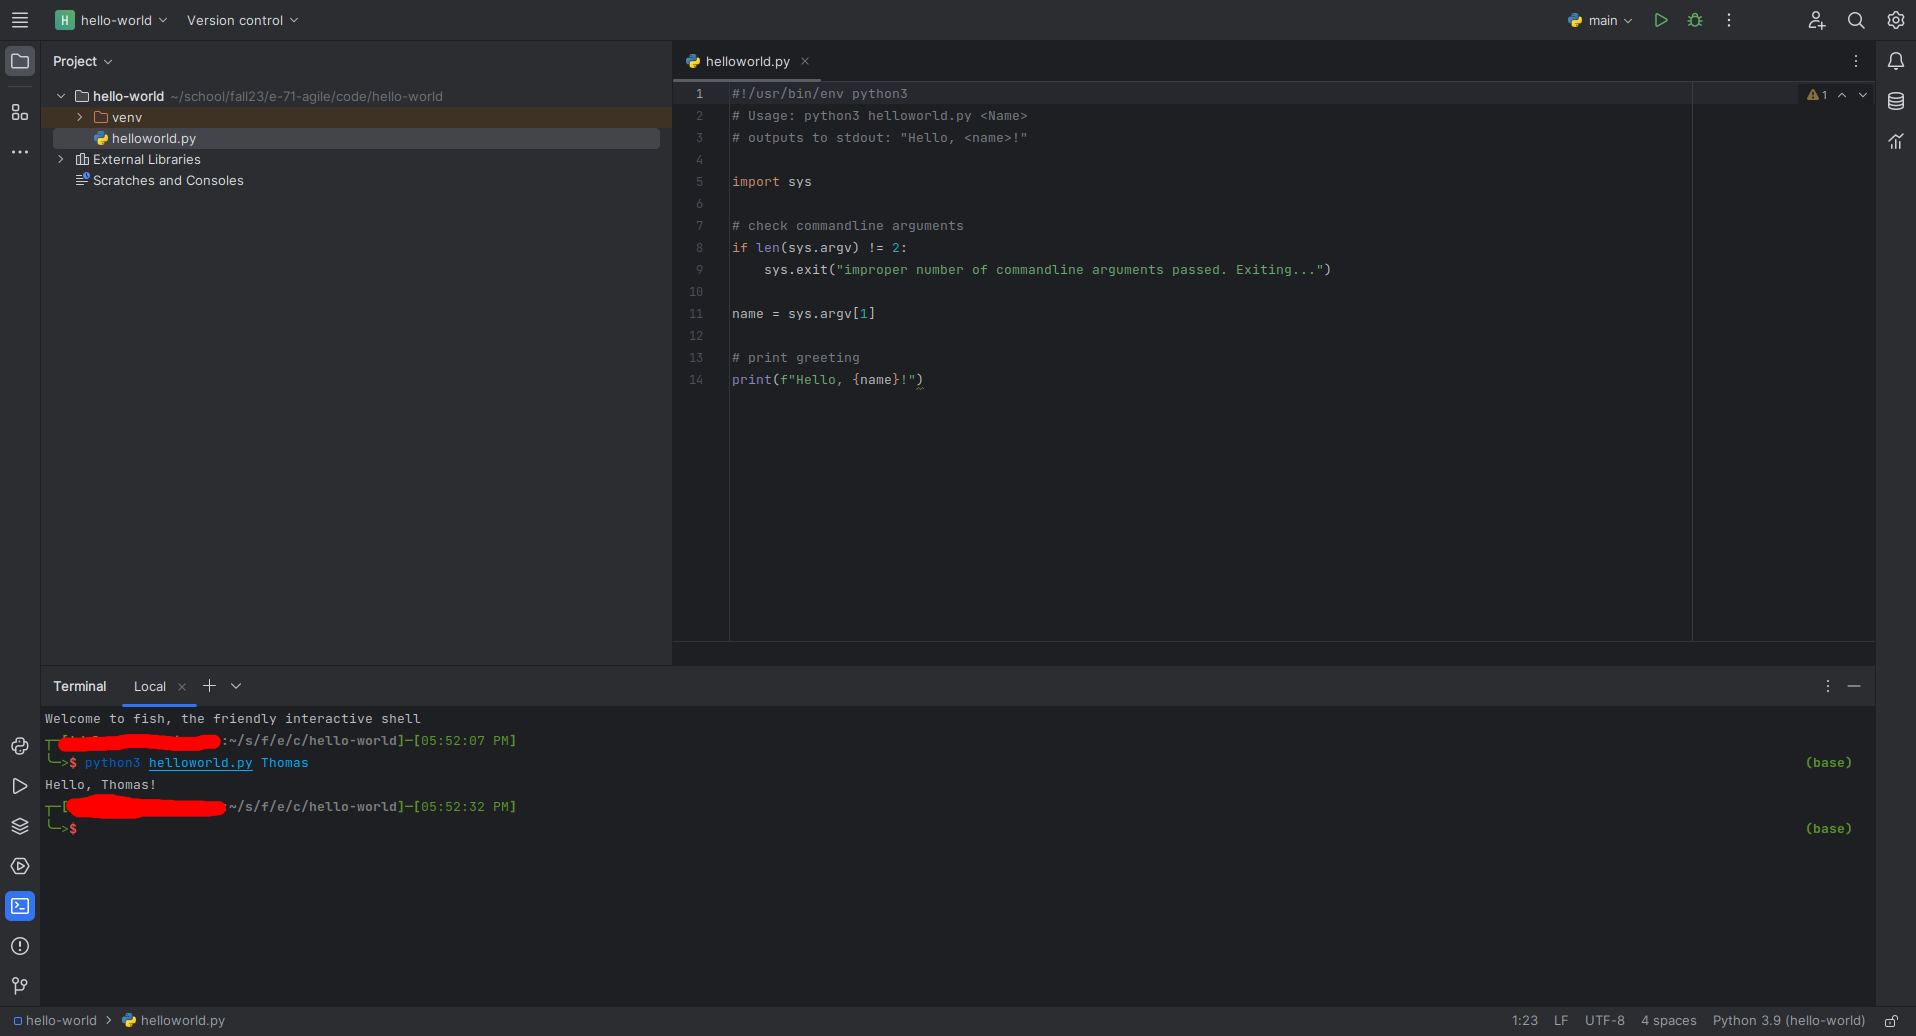 H hello-world Version control main
Project
hello-world ~/school/fall23/e-71-agile/code/hello-world
venv
helloworld.py
External Libraries
Scratches and Consoles
helloworld.py
1 #!/usr/bin/env python3
2 # Usage: python3 helloworld.py <Name>
3 # outputs to stdout: "Hello, <name>!"
4
5 import sys
6
7 # check commandline arguments
8 if len(sys.argv) != 2:
9     sys.exit("improper number of commandline arguments passed. Exiting...")
10
11 name = sys.argv[1]
12
13 # print greeting
14 print(f"Hello, {name}!")
1
Terminal Local
Welcome to fish, the friendly interactive shell
┬─[:~/s/f/e/c/hello-world]─[05:52:07 PM]
╰─>$ python3 helloworld.py Thomas (base)
Hello, Thomas!
┬─[:~/s/f/e/c/hello-world]─[05:52:32 PM]
╰─>$ (base)
hello-world > helloworld.py 1:23 LF UTF-8 4 spaces Python 3.9 (hello-world)